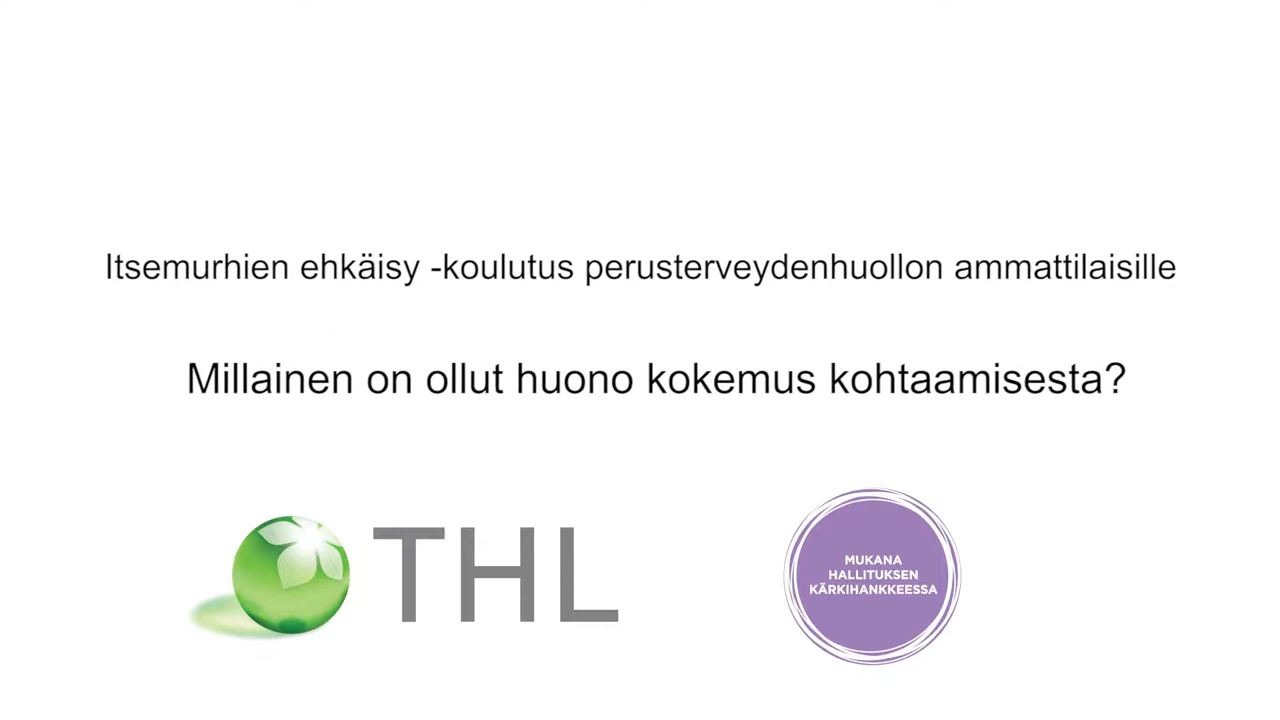 Itsemurhien ehkäisy -koulutus perusterveydenhuollon ammattilaisille
Millainen on ollut huono kokemus kohtaamisesta?
THL
MUKANA
HALLITUKSEN
KÄRKIHANKKEESSA